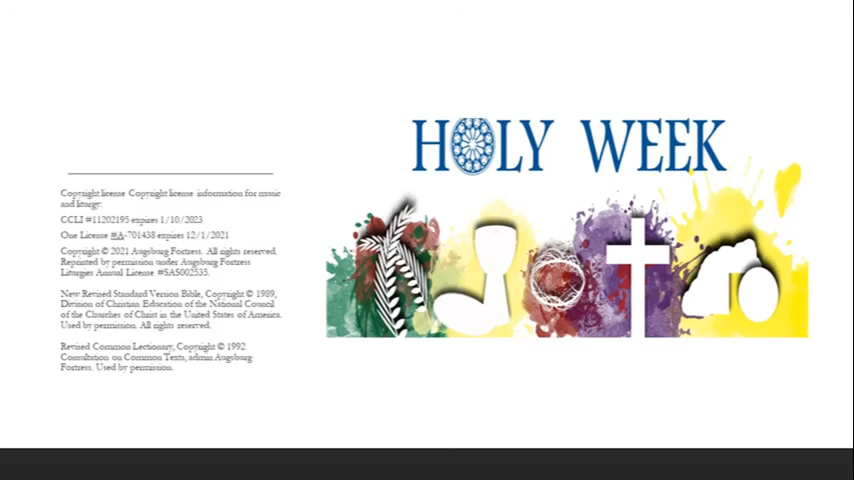 Copyright license Copyright license information for music
and liturgy:
CCLI #11202195 expires 1/10/2023
One License #A-701438 expires 12/1/2021
Copyright © 2021 Augsburg Fortress. All rights reserved.
Reprinted by permission under Augsburg Fortress
Liturgies Annual License #SAS002535.
New Revised Standard Version Bible, Copyright © 1989,
Division of Christian Education of the National Council
of the Churches of Christ in the United States of America.
Used by permission. All rights reserved.
Revised Common Lectionary, Copyright © 1992
Consultation on Common Texts, admin Augsburg
Fortress. Used by permission.
HOLY WEEK